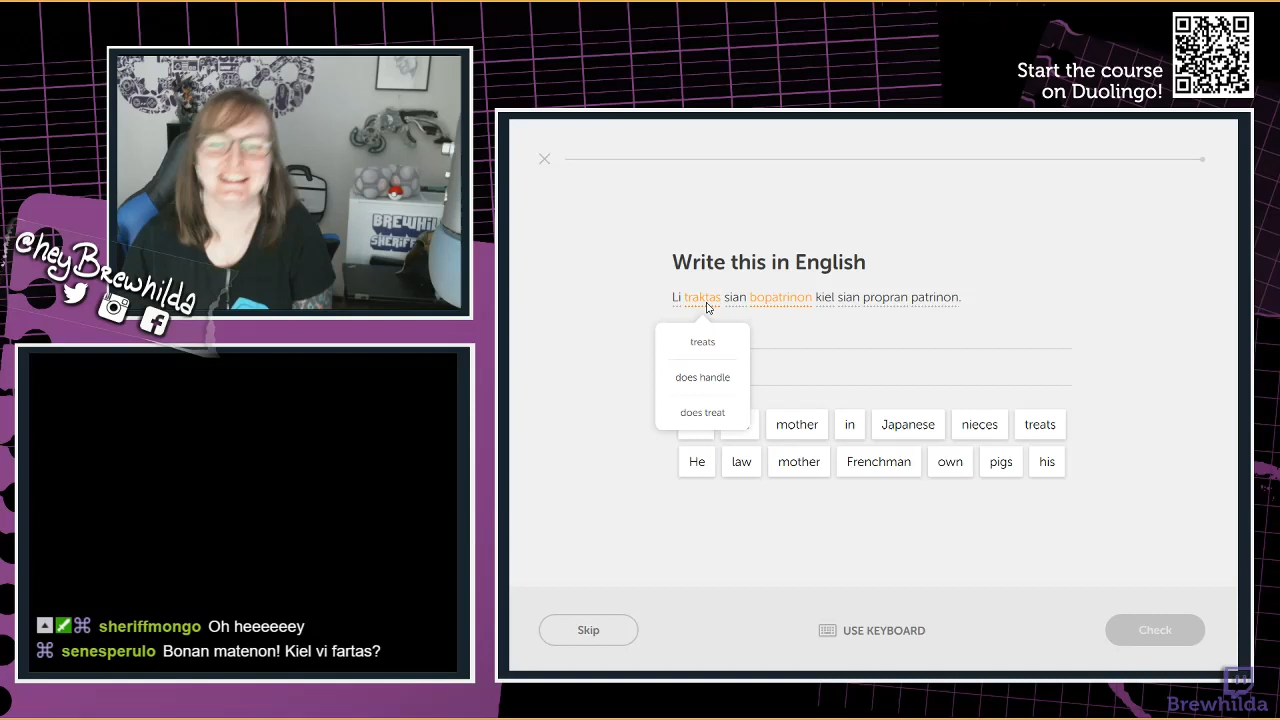 Start the course
on Duolingo!
BREWHIL
SHERIFF
@heyBrewhilda
Write this in English
Li traktas sian bopatrinon kiel sian propran patrinon.
treats
does handle
does treat
mother in Japanese nieces treats
He law mother Frenchman own pigs his
Skip
USE KEYBOARD
Check
sheriffmongo Oh heeeeeey
senesperulo Bonan matenon! Kiel vi fartas?
Brewhilda